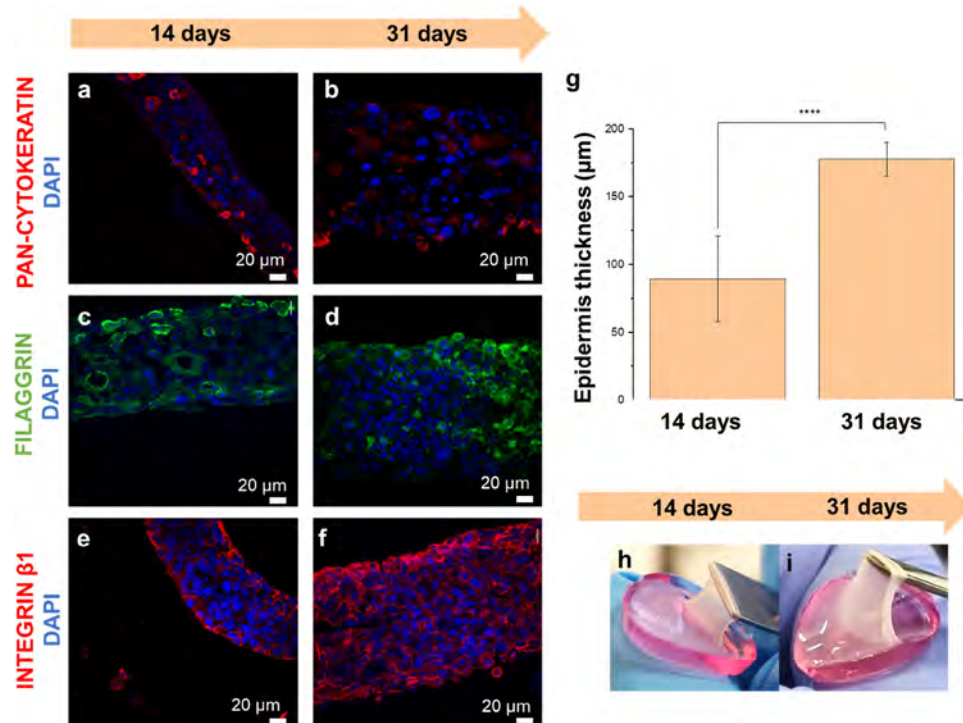 14 days
31 days
PAN-CYTOKERATIN
DAPI
a
20 µm
b
20 µm
FILAGGRIN
DAPI
c
20 µm
d
20 µm
INTEGRIN β1
DAPI
e
20 µm
f
20 µm
g
****
Epidermis thickness (µm)
200
150
100
50
0
14 days
31 days
14 days
31 days
h
i